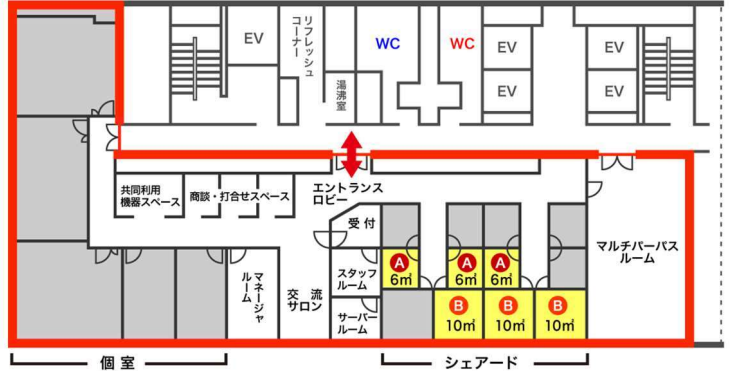 EV
リフレッシュ
コーナー
湯沸室
WC
WC
EV
EV
EV
EV
共同利用
機器スペース
商談・打合せスペース
エントランス
ロビー
受付
マルチパーパス
ルーム
マネージャ
ルーム
交流
サロン
スタッフ
ルーム
サーバー
ルーム
A
6㎡
A
6㎡
A
6㎡
B
10㎡
B
10㎡
B
10㎡
個室
シェアード